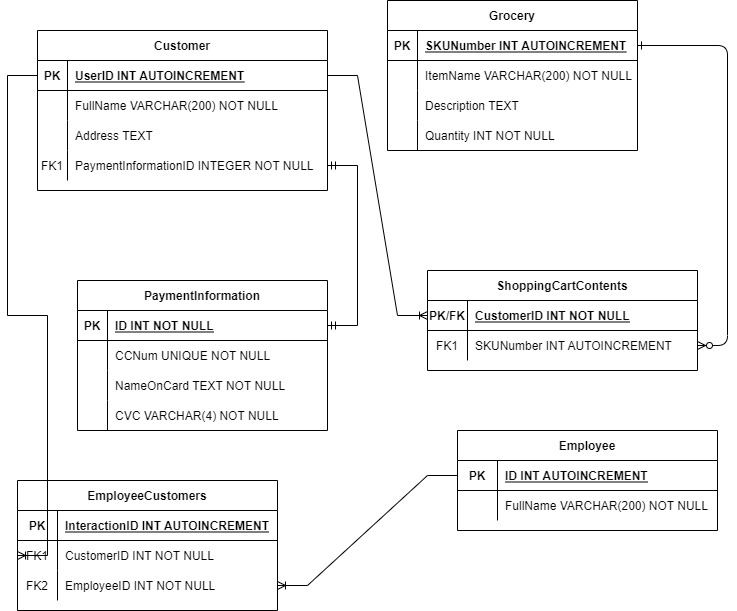 Customer
PK UserID INT AUTOINCREMENT
FullName VARCHAR(200) NOT NULL
Address TEXT
FK1 PaymentInformationID INTEGER NOT NULL
Grocery
PK SKUNumber INT AUTOINCREMENT
ItemName VARCHAR(200) NOT NULL
Description TEXT
Quantity INT NOT NULL
PaymentInformation
PK ID INT NOT NULL
CCNum UNIQUE NOT NULL
NameOnCard TEXT NOT NULL
CVC VARCHAR(4) NOT NULL
ShoppingCartContents
PK/FK CustomerID INT NOT NULL
FK1 SKUNumber INT AUTOINCREMENT
Employee
PK ID INT AUTOINCREMENT
FullName VARCHAR(200) NOT NULL
EmployeeCustomers
PK InteractionID INT AUTOINCREMENT
FK1 CustomerID INT NOT NULL
FK2 EmployeeID INT NOT NULL